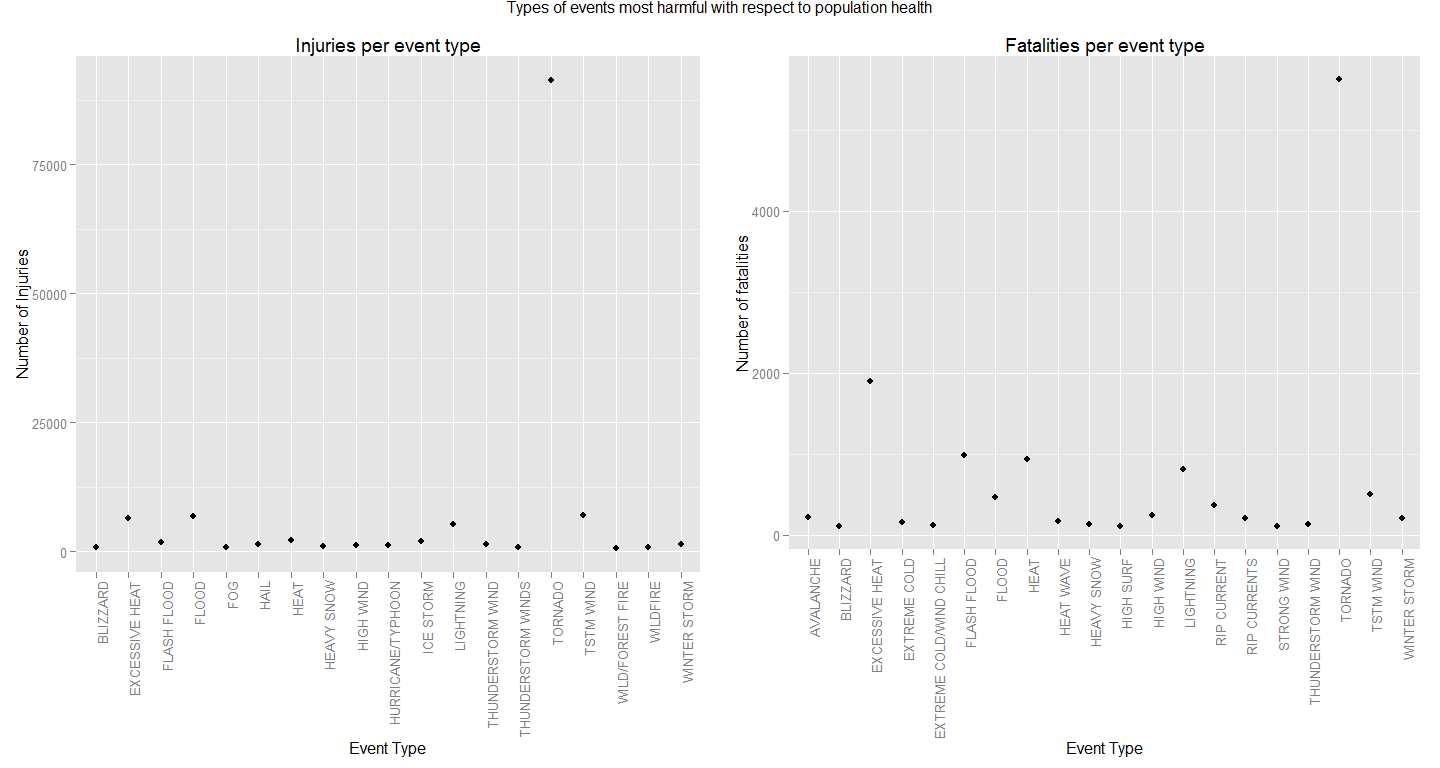 Types of events most harmful with respect to population health
Injuries per event type
Number of Injuries
75000
50000
25000
0
BLIZZARD
EXCESSIVE HEAT
FLASH FLOOD
FLOOD
FOG
HAIL
HEAT
HEAVY SNOW
HIGH WIND
HURRICANE/TYPHOON
ICE STORM
LIGHTNING
THUNDERSTORM WIND
THUNDERSTORM WINDS
TORNADO
TSTM WIND
WILD/FOREST FIRE
WILDFIRE
WINTER STORM
Event Type
Fatalities per event type
Number of fatalities
4000
2000
0
AVALANCHE
BLIZZARD
EXCESSIVE HEAT
EXTREME COLD
EXTREME COLD/WIND CHILL
FLASH FLOOD
FLOOD
HEAT
HEAT WAVE
HEAVY SNOW
HIGH SURF
HIGH WIND
LIGHTNING
RIP CURRENT
RIP CURRENTS
STRONG WIND
THUNDERSTORM WIND
TORNADO
TSTM WIND
WINTER STORM
Event Type